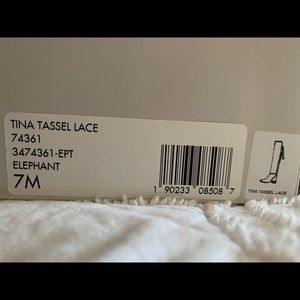 TINA TASSEL LACE
74361
3474361-EPT
ELEPHANT
7M
1 90233 08508 7
TINA TASSEL LACE